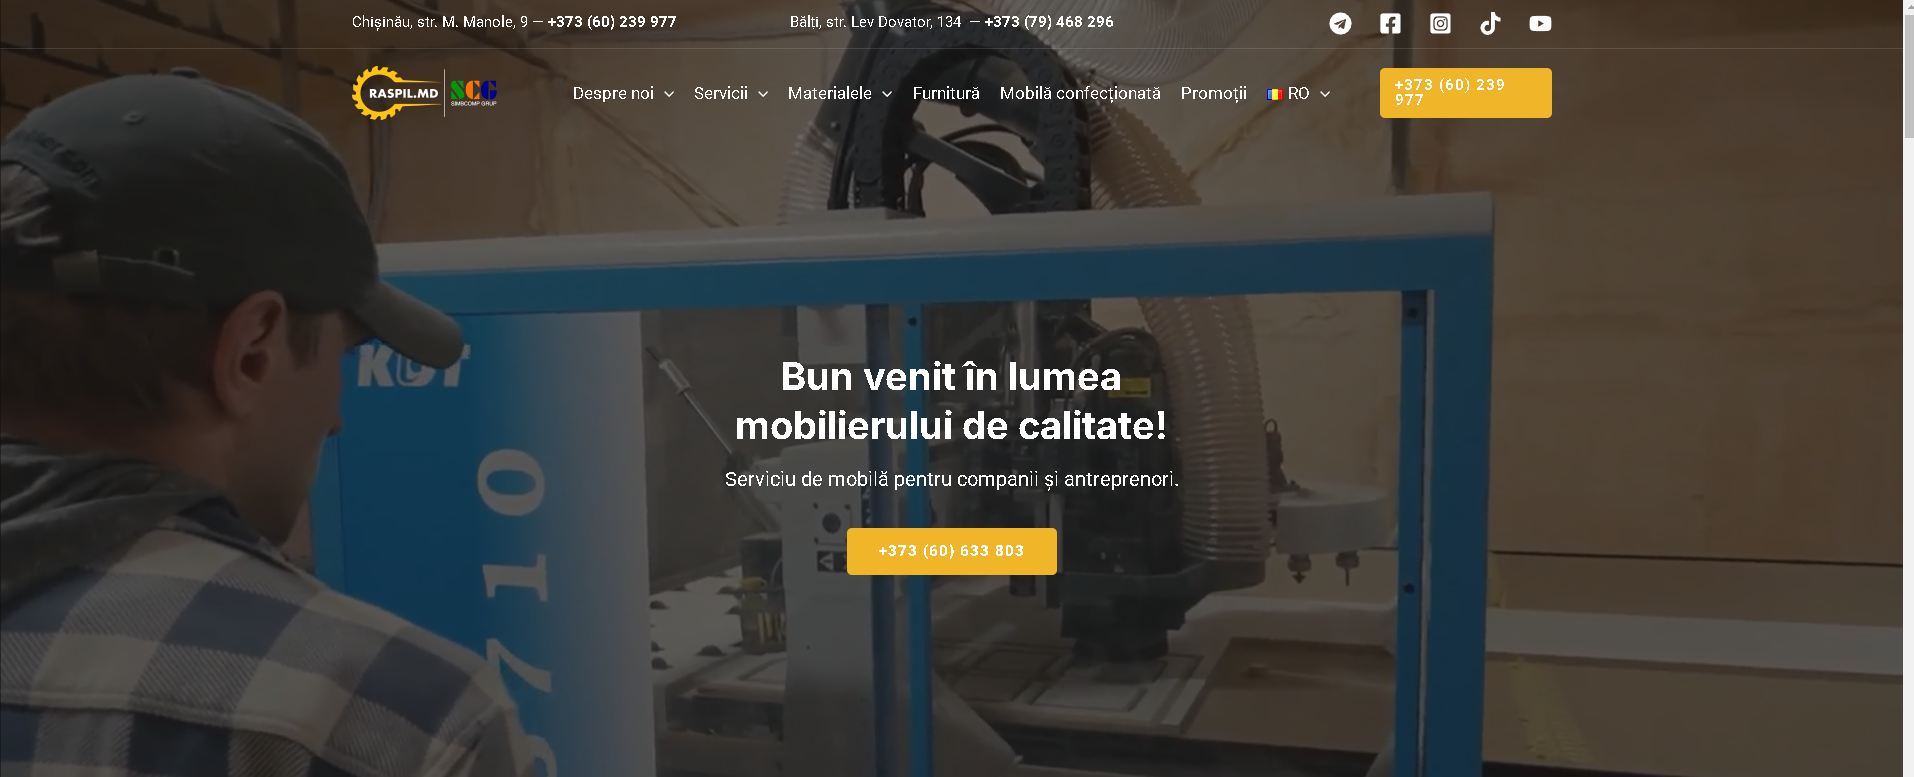 Chișinău, str. M. Manole, 9 — +373 (60) 239 977
Bălți, str. Lev Dovator, 134 — +373 (79) 468 296
RASPIL.MD
SCG
SIMBCOMP GRUP
Despre noi
Servicii
Materialele
Furnitură
Mobilă confecționată
Promoții
RO
+373 (60) 239
977
KDT
710
Bun venit în lumea
mobilierului de calitate!
Serviciu de mobilă pentru companii și antreprenori.
+373 (60) 633 803